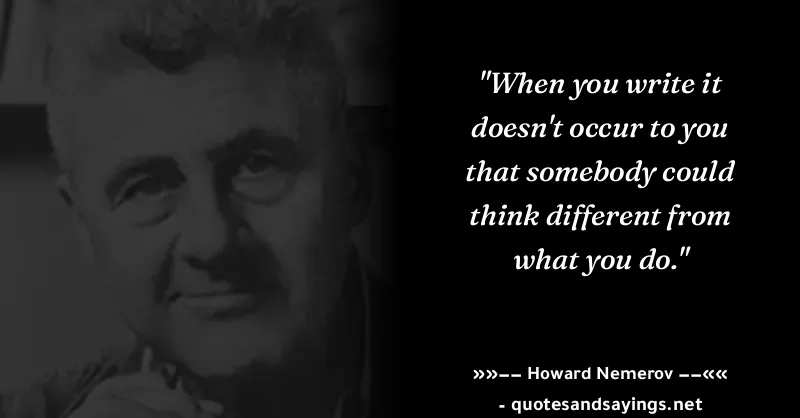 "When you write it
doesn't occur to you
that somebody could
think different from
what you do."
»»–– Howard Nemerov ––««
- quotesandsayings.net